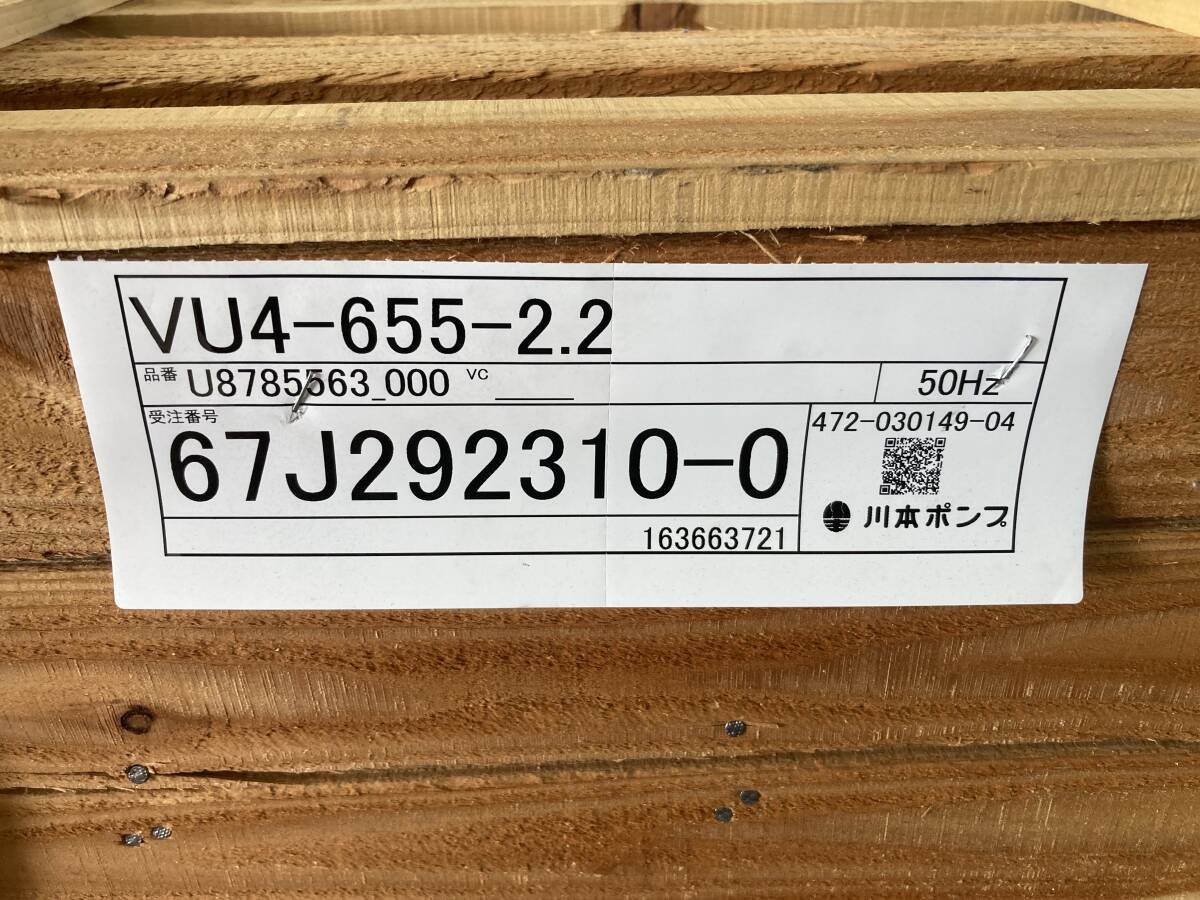 VU4-655-2.2
品番 U8785563_000 VC
50Hz
受注番号
67J292310-0
472-030149-04
川本ポンプ
163663721